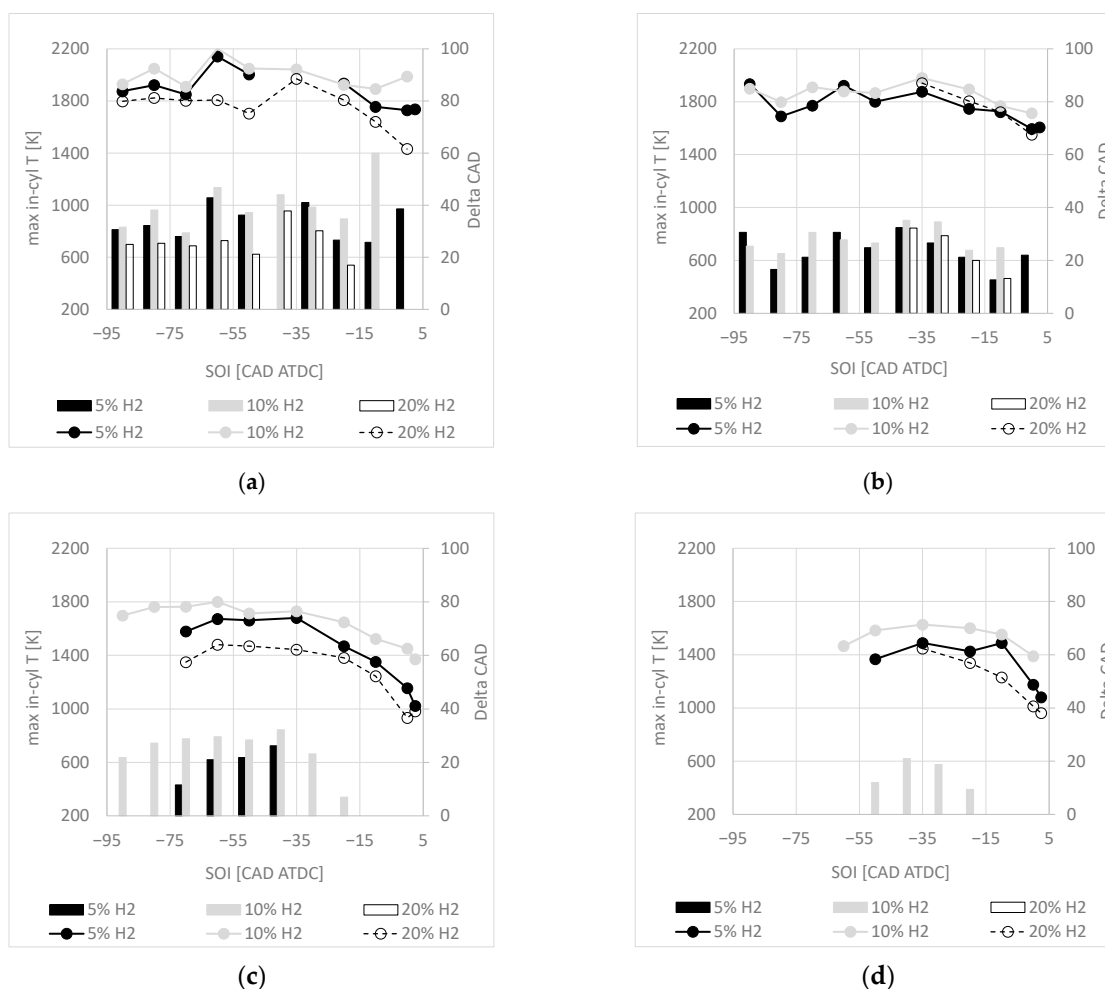 2200
1800
1400
1000
600
200
max in-cyl T [K]
100
80
60
40
20
0
Delta CAD
−95 −75 −55 −35 −15 5
SOI [CAD ATDC]
5% H2 10% H2 20% H2
5% H2 10% H2 20% H2
(a)
2200
1800
1400
1000
600
200
max in-cyl T [K]
100
80
60
40
20
0
Delta CAD
−95 −75 −55 −35 −15 5
SOI [CAD ATDC]
5% H2 10% H2 20% H2
5% H2 10% H2 20% H2
(b)
2200
1800
1400
1000
600
200
max in-cyl T [K]
100
80
60
40
20
0
Delta CAD
−95 −75 −55 −35 −15 5
SOI [CAD ATDC]
5% H2 10% H2 20% H2
5% H2 10% H2 20% H2
(c)
2200
1800
1400
1000
600
200
max in-cyl T [K]
100
80
60
40
20
0
Delta CAD
−95 −75 −55 −35 −15 5
SOI [CAD ATDC]
5% H2 10% H2 20% H2
5% H2 10% H2 20% H2
(d)